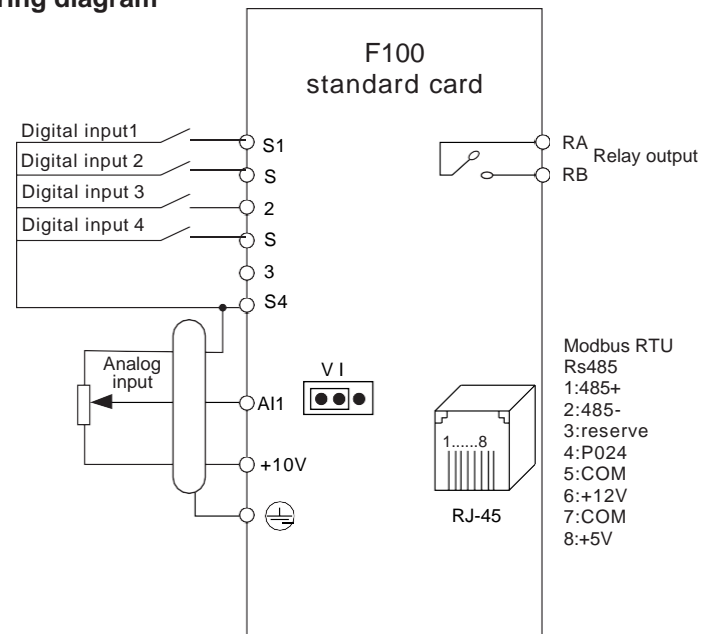 ring diagram
F100
standard card
Digital input1
Digital input 2
Digital input 3
Digital input 4
S1
S
2
S
3
S4
RA
RB
Relay output
Analog
input
V I
AI1
+10V
1......8
RJ-45
Modbus RTU
Rs485
1:485+
2:485-
3:reserve
4:P024
5:COM
6:+12V
7:COM
8:+5V